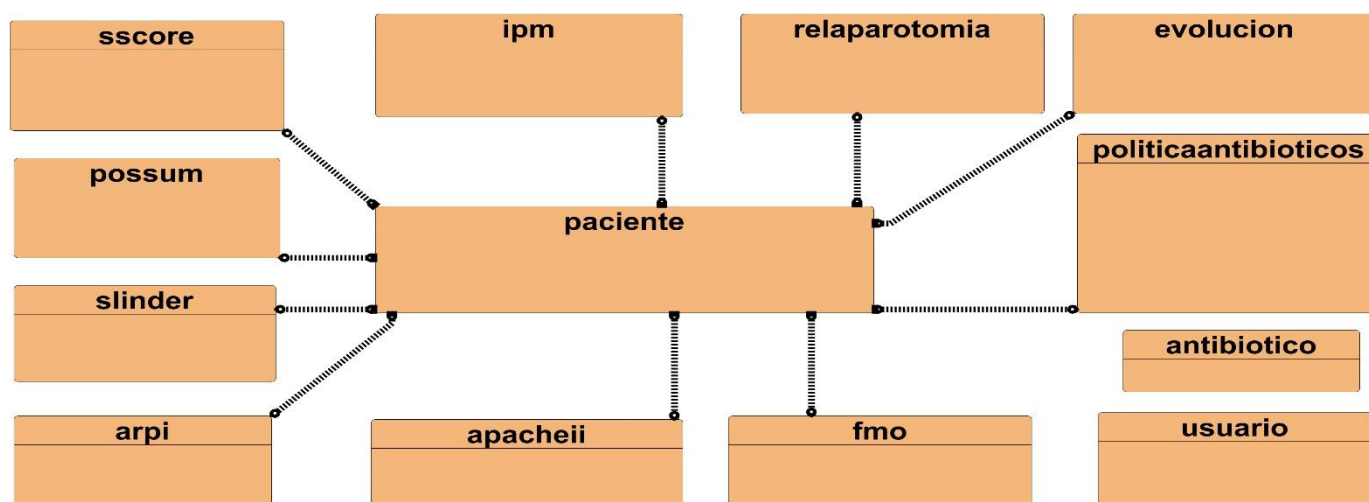 sscore
ipm
relaparotomia
evolucion
possum
politicaantibioticos
paciente
slinder
antibiotico
arpi
apacheii
fmo
usuario